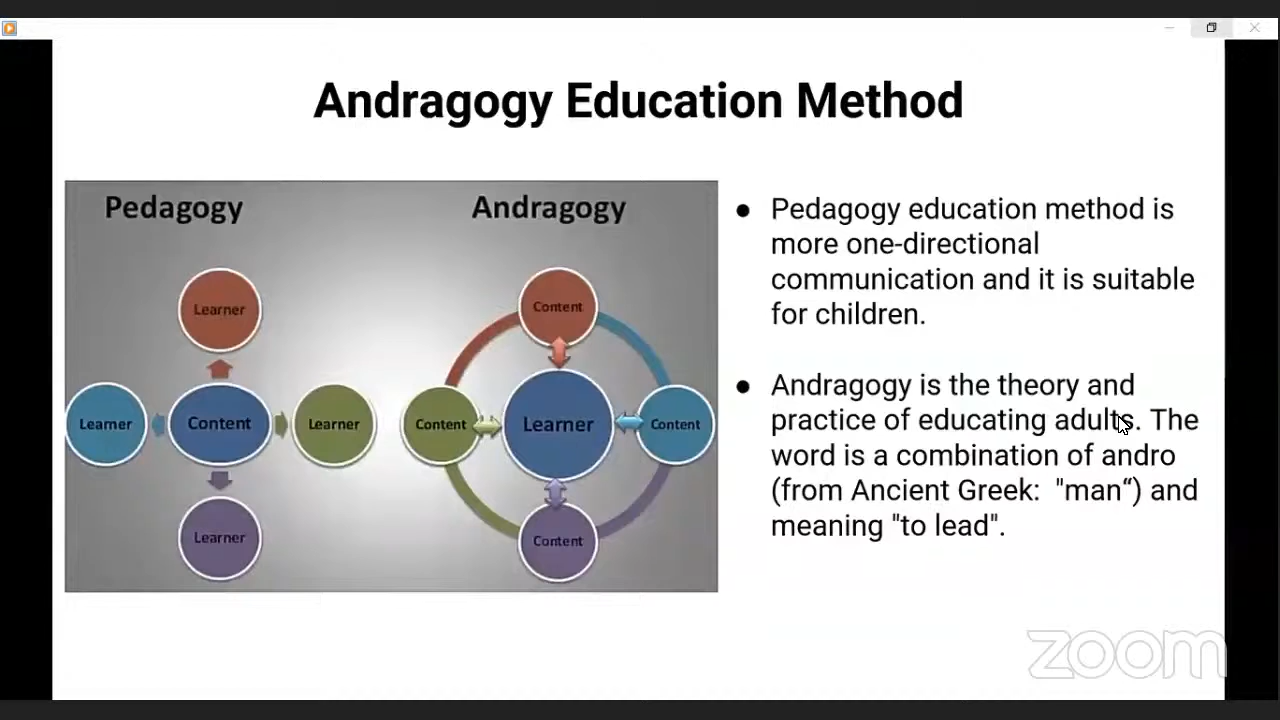 Andragogy Education Method
Pedagogy
Andragogy
Learner
Learner
Content
Learner
Learner
Content
Content
Learner
Content
Content
● Pedagogy education method is
more one-directional
communication and it is suitable
for children.
● Andragogy is the theory and
practice of educating adults. The
word is a combination of andro
(from Ancient Greek: "man“) and
meaning "to lead".
zoom